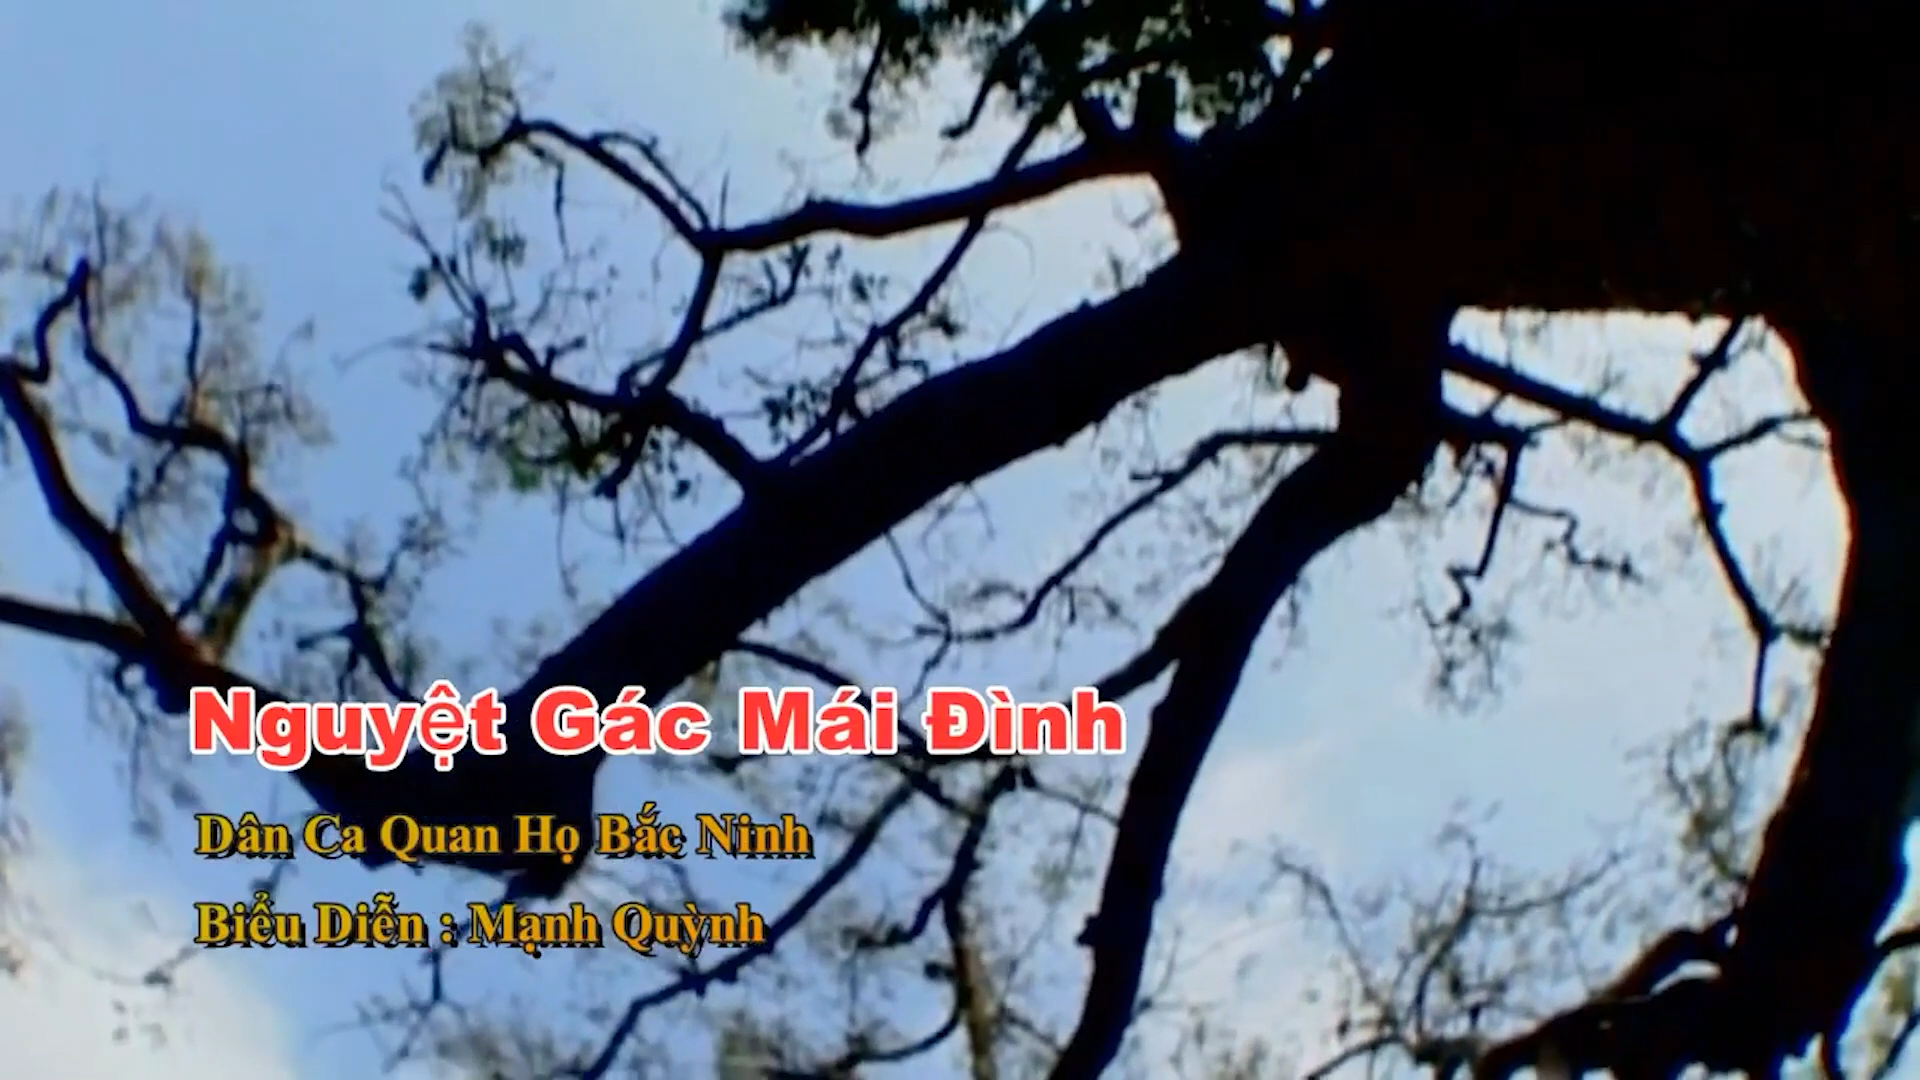 Nguyệt Gác Mái Đình
Dân Ca Quan Họ Bắc Ninh
Biểu Diễn : Mạnh Quỳnh